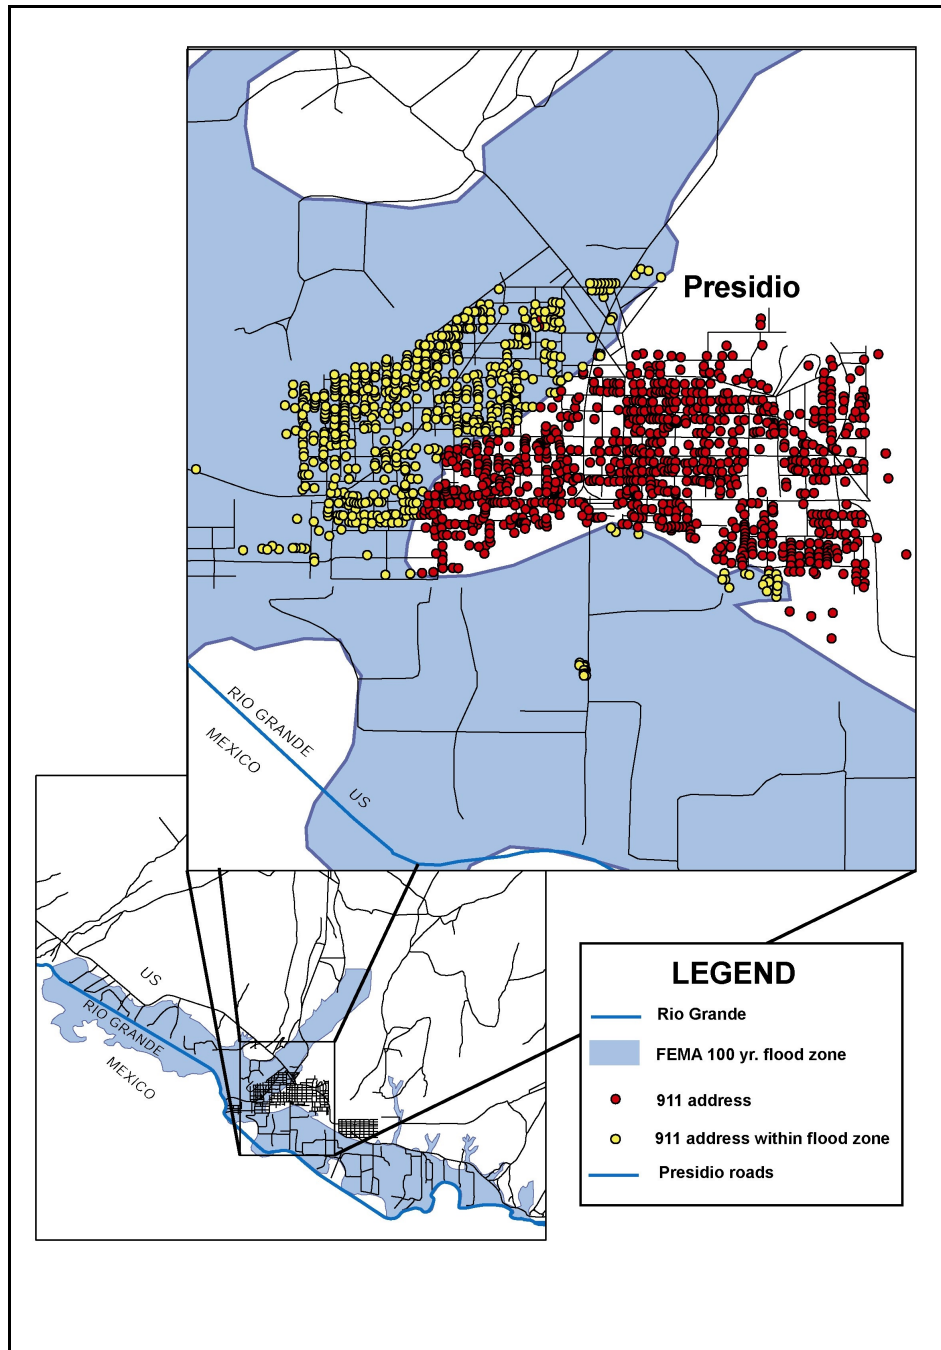 Presidio
RIO GRANDE
MEXICO
US
US
RIO GRANDE
MEXICO
LEGEND
Rio Grande
FEMA 100 yr. flood zone
911 address
911 address within flood zone
Presidio roads